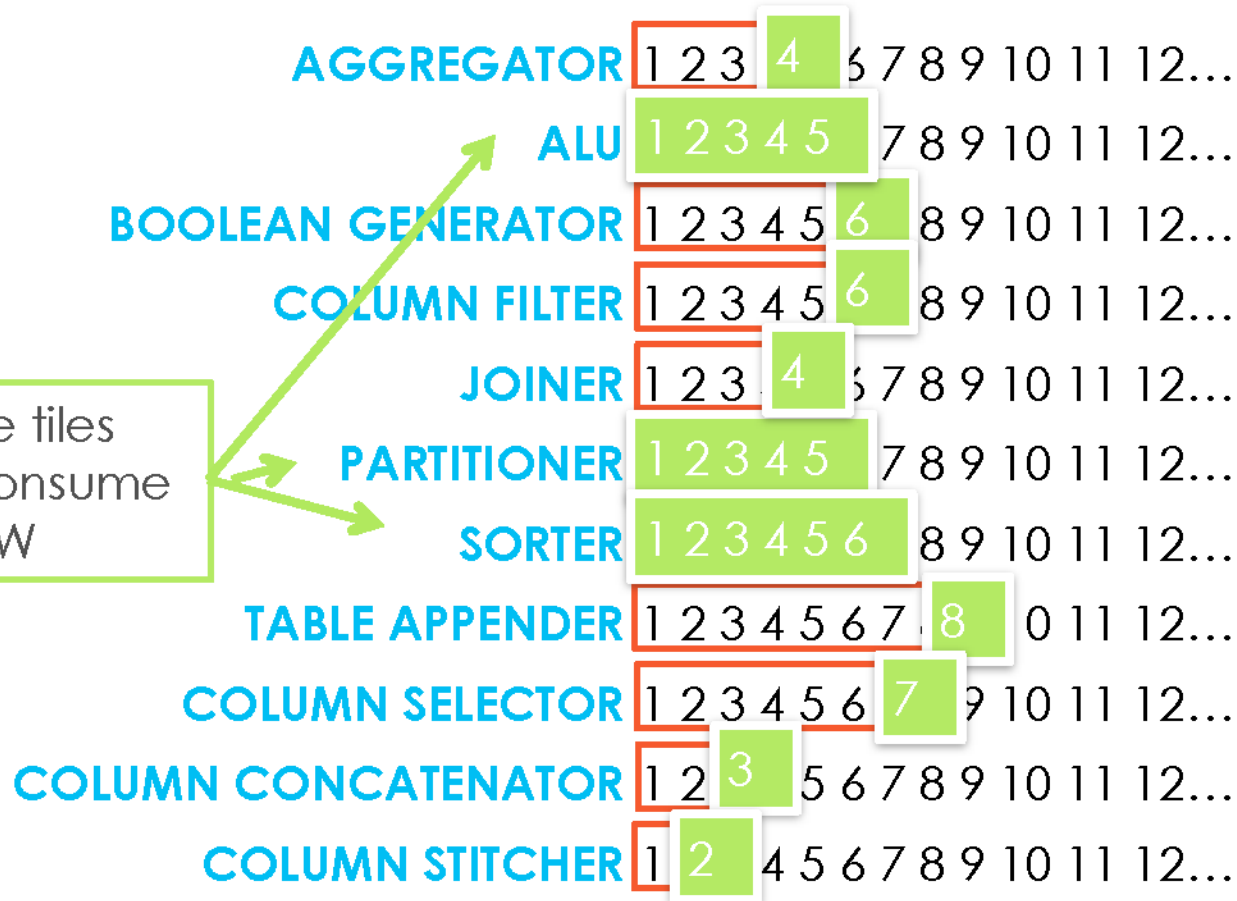 AGGREGATOR 1 2 3 4 6 7 8 9 10 11 12...
ALU 1 2 3 4 5 7 8 9 10 11 12...
BOOLEAN GENERATOR 1 2 3 4 5 6 8 9 10 11 12...
COLUMN FILTER 1 2 3 4 5 6 8 9 10 11 12...
JOINER 1 2 3 4 6 7 8 9 10 11 12...
e tiles
onsume
W
PARTITIONER 1 2 3 4 5 7 8 9 10 11 12...
SORTER 1 2 3 4 5 6 8 9 10 11 12...
TABLE APPENDER 1 2 3 4 5 6 7 8 0 11 12...
COLUMN SELECTOR 1 2 3 4 5 6 7 9 10 11 12...
COLUMN CONCATENATOR 1 2 3 5 6 7 8 9 10 11 12...
COLUMN STITCHER 1 2 4 5 6 7 8 9 10 11 12...